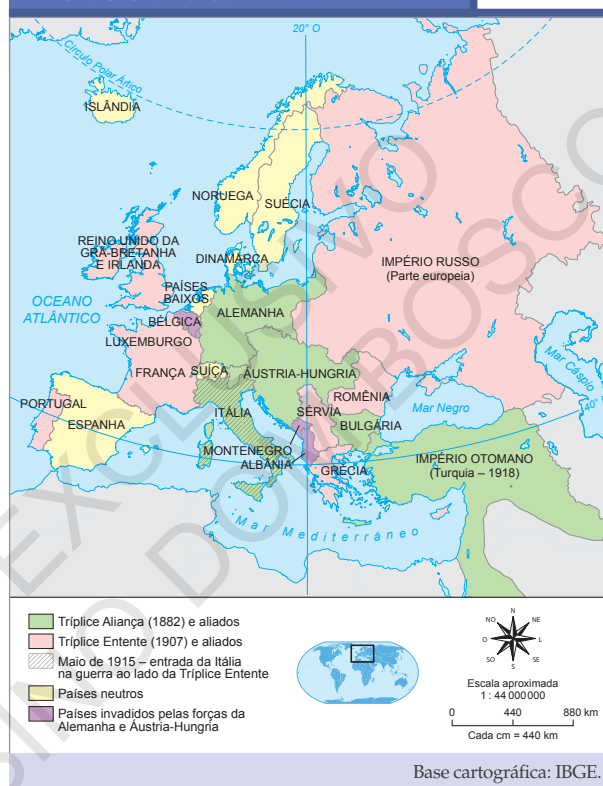 20° O
Círculo Polar Ártico
ISLÂNDIA
NORUEGA
SUÉCIA
REINO UNIDO DA
GRÃ-BRETANHA
E IRLANDA
DINAMARCA
IMPÉRIO RUSSO
(Parte europeia)
PAÍSES
BAIXOS
OCEANO
ATLÂNTICO
BÉLGICA
ALEMANHA
LUXEMBURGO
FRANÇA
SUÍÇA
ÁUSTRIA-HUNGRIA
Mar Cáspio
PORTUGAL
ESPANHA
ITÁLIA
ROMÊNIA
SÉRVIA
Mar Negro
40°
BULGÁRIA
MONTENEGRO
ALBÂNIA
GRÉCIA
IMPÉRIO OTOMANO
(Turquia – 1918)
Mar Mediterrâneo
EXCLUSIVO
ENSINO DOM BOSCO
Tríplice Aliança (1882) e aliados
Tríplice Entente (1907) e aliados
Maio de 1915 – entrada da Itália
na guerra ao lado da Tríplice Entente
Países neutros
Países invadidos pelas forças da
Alemanha e Áustria-Hungria
N
NO
NE
O
L
SO
SE
S
Escala aproximada
1 : 44 000 000
0 440 880 km
Cada cm = 440 km
Base cartográfica: IBGE.